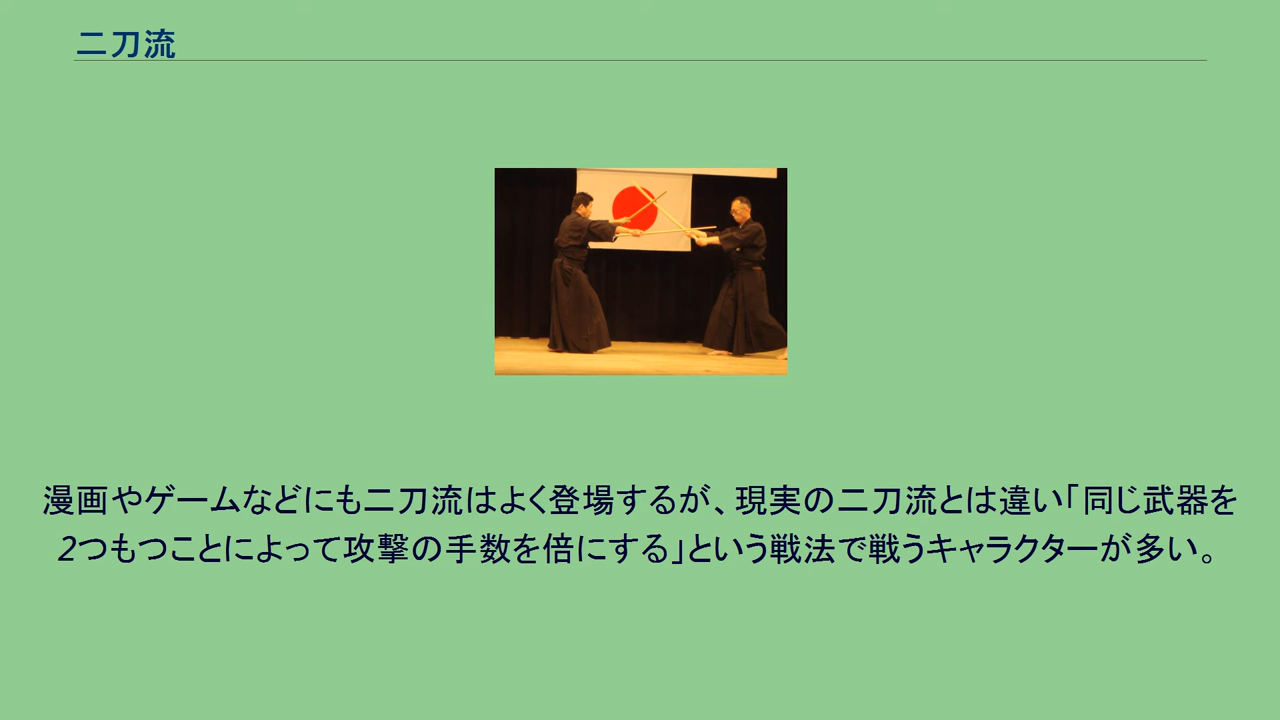 二刀流
漫画やゲームなどにも二刀流はよく登場するが、現実の二刀流とは違い「同じ武器を
2つもつことによって攻撃の手数を倍にする」という戦法で戦うキャラクターが多い。